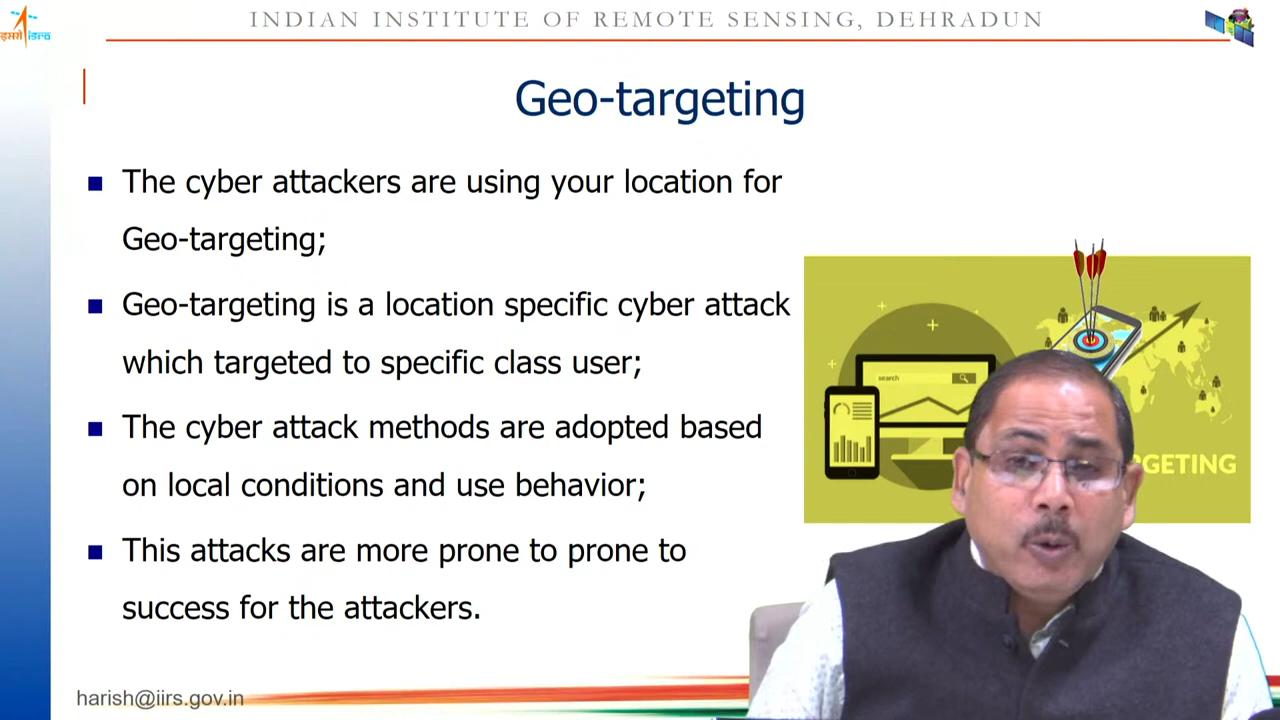 INDIAN INSTITUTE OF REMOTE SENSING, DEHRADUN
इसरो isro
Geo-targeting
The cyber attackers are using your location for
Geo-targeting;
Geo-targeting is a location specific cyber attack
which targeted to specific class user;
The cyber attack methods are adopted based
on local conditions and use behavior;
This attacks are more prone to prone to
success for the attackers.
search
harish@iirs.gov.in